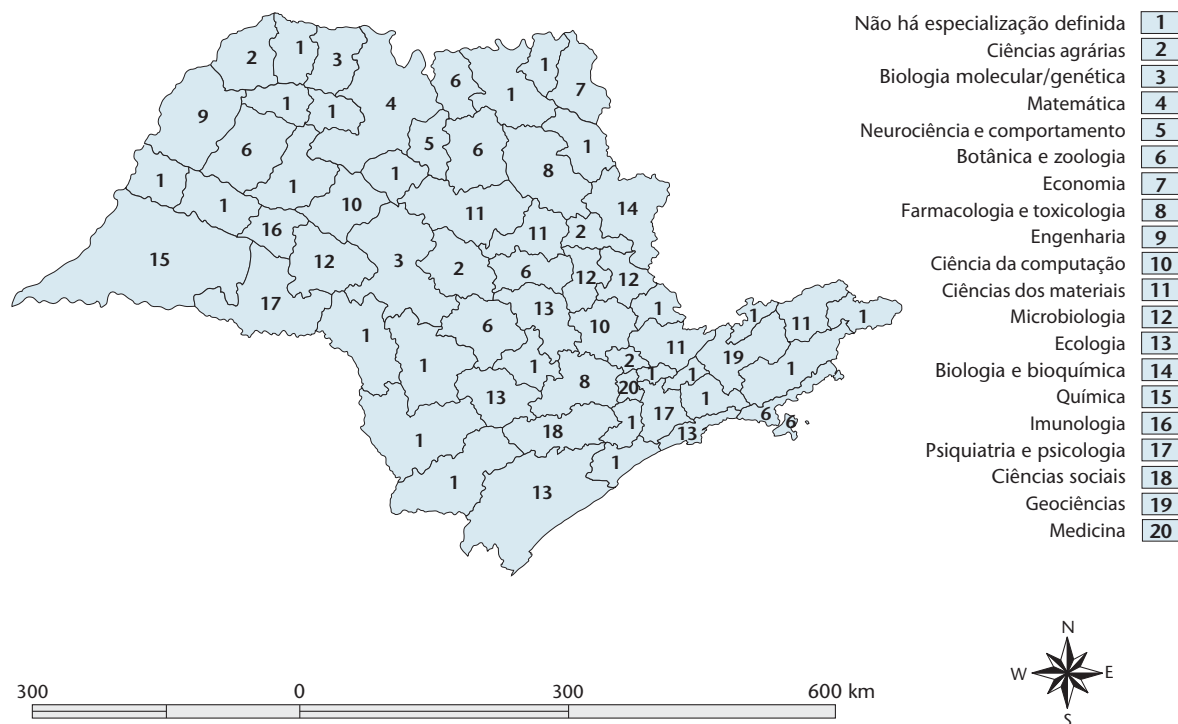 Não há especialização definida 1
Ciências agrárias 2
Biologia molecular/genética 3
Matemática 4
Neurociência e comportamento 5
Botânica e zoologia 6
Economia 7
Farmacologia e toxicologia 8
Engenharia 9
Ciência da computação 10
Ciências dos materiais 11
Microbiologia 12
Ecologia 13
Biologia e bioquímica 14
Química 15
Imunologia 16
Psiquiatria e psicologia 17
Ciências sociais 18
Geociências 19
Medicina 20
2 1 3 6 1 7
9 1 1 4 1
6 5 6 8 1
1 1 1 10 1 11 14
16 11 2
15 12 3 2 6 12 12
17 13 10 1 1 11 1
1 1 6 1 2 11 19 1
13 8 20 1 1 1
18 1 17 13 6 6
1 1 13 1
N
W E
S
300 0 300 600 km